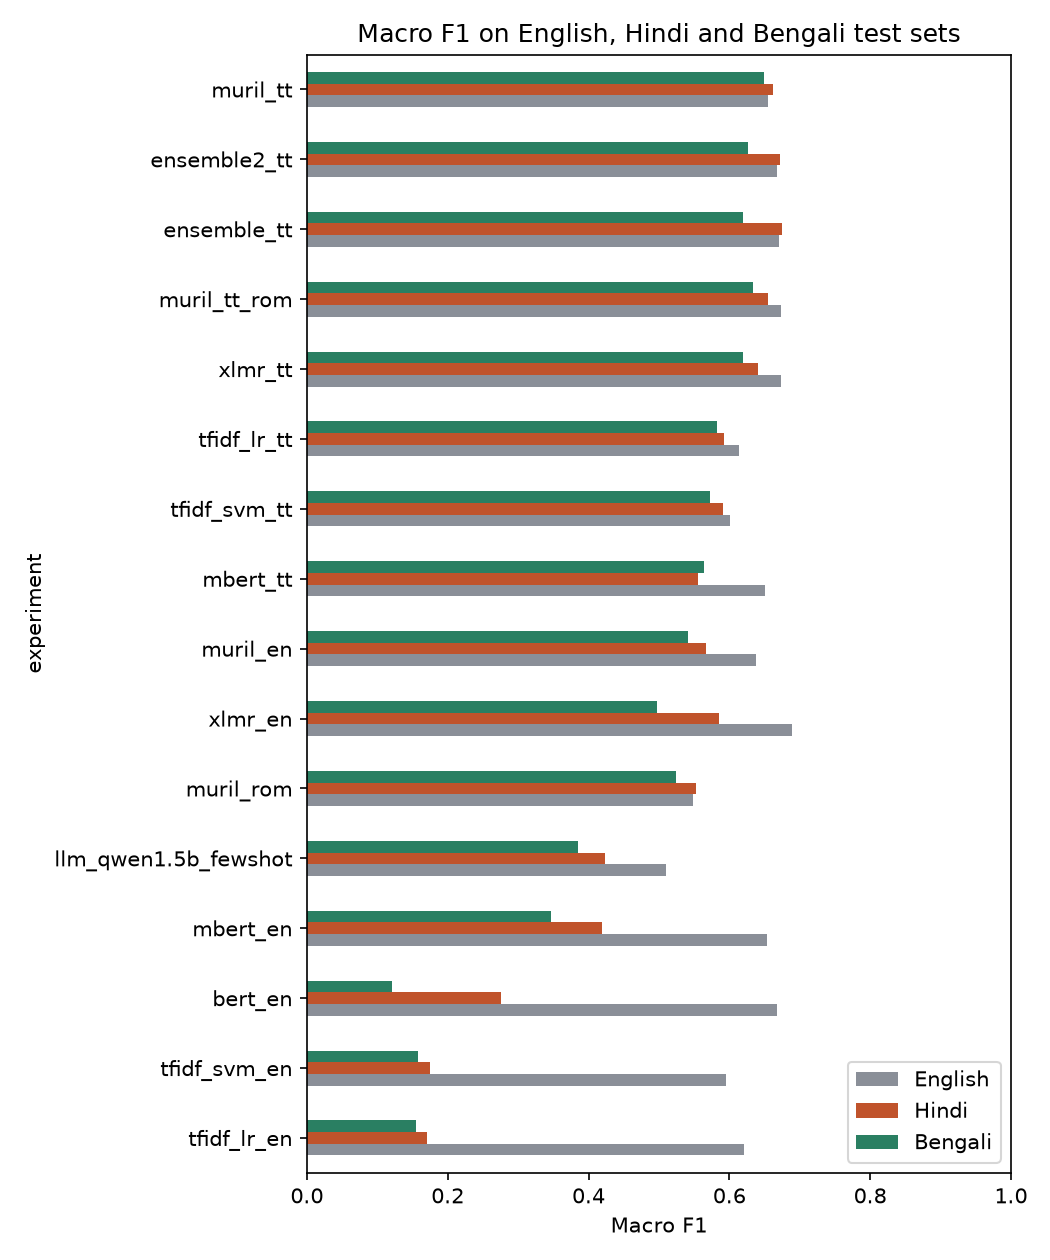 Macro F1 on English, Hindi and Bengali test sets
muril_tt
ensemble2_tt
ensemble_tt
muril_tt_rom
xlmr_tt
tfidf_lr_tt
tfidf_svm_tt
mbert_tt
muril_en
xlmr_en
muril_rom
llm_qwen1.5b_fewshot
mbert_en
bert_en
tfidf_svm_en
tfidf_lr_en
experiment
English
Hindi
Bengali
0.0 0.2 0.4 0.6 0.8 1.0
Macro F1